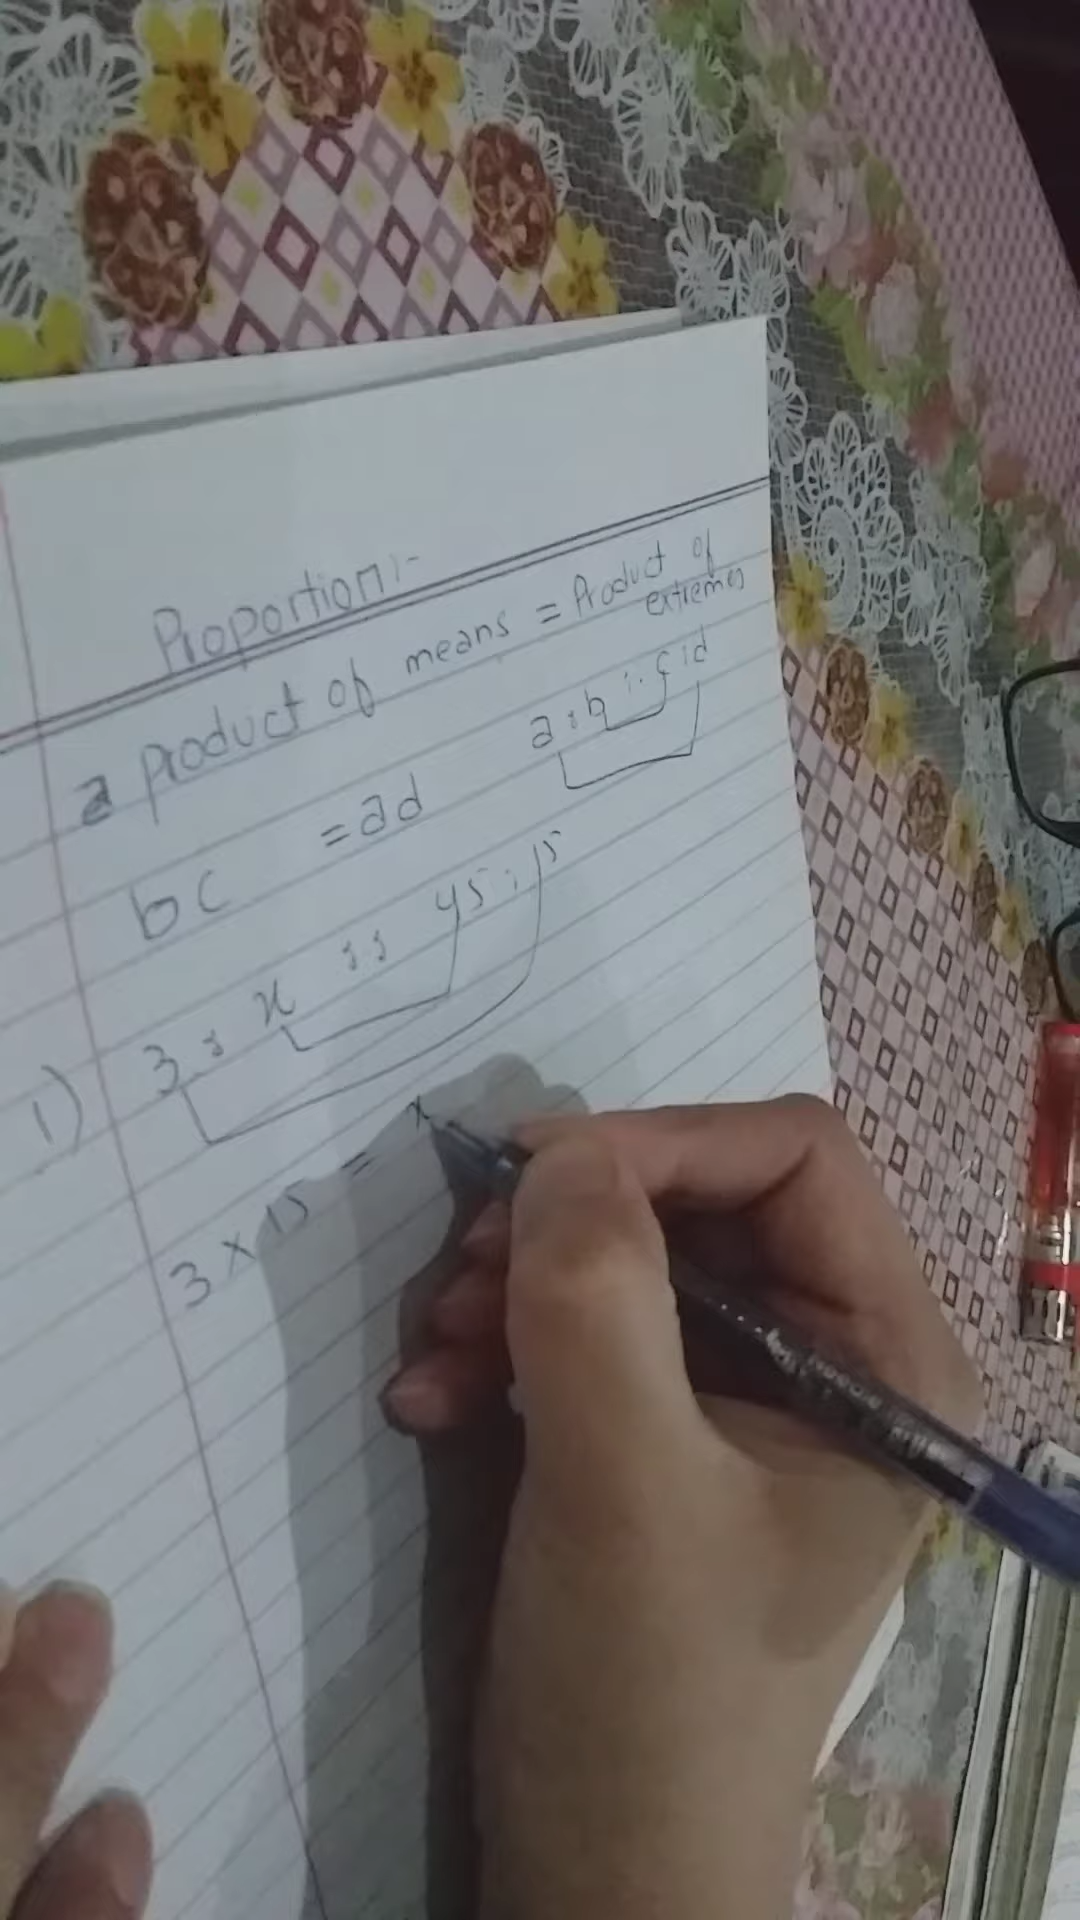 Proportion:-
a product of means = Product of extremes
a : b :: c : d
bc = ad
1) 3 : x :: 45 : 15
3 × 15 = x